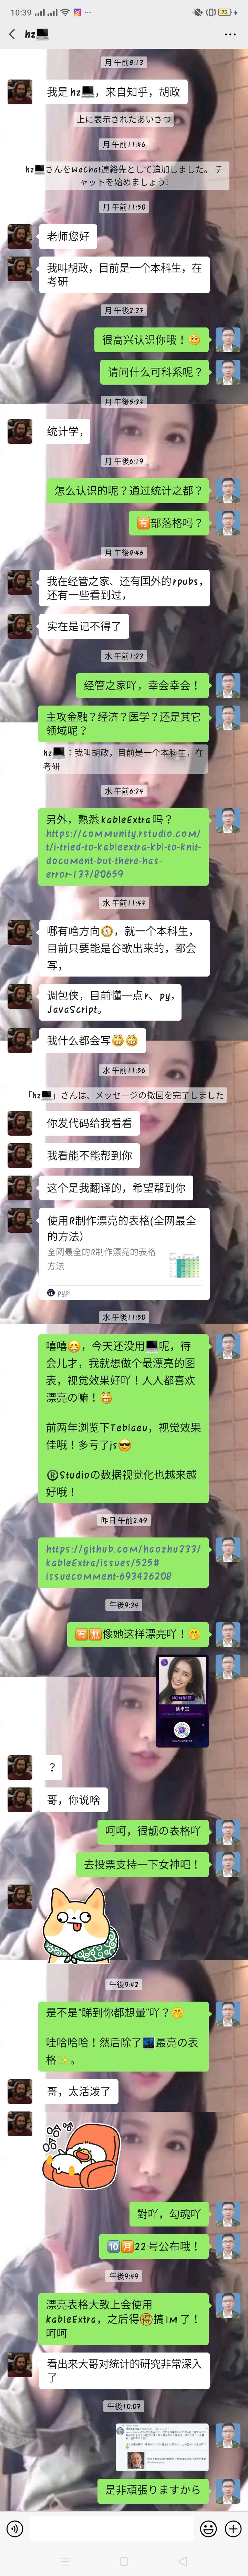 10:39
72
hz💻
月 午前8:13
我是 hz💻，来自知乎，胡政
上に表示されたあいさつ
月 午前11:46
hz💻さんをWeChat連絡先として追加しました。 チ
ャットを始めましょう!
月 午前11:50
老师您好
我叫胡政，目前是一个本科生，在
考研
月 午後2:37
很高兴认识你哦！🙂
请问什么可科系呢？
月 午後5:33
统计学，
月 午後6:19
怎么认识的呢？通过统计之都？
🈶部落格吗？
月 午後8:46
我在经管之家、还有国外的rpubs，
还有一些看到过，
实在是记不得了
水 午前1:23
经管之家吖，幸会幸会！
主攻金融？经济？医学？还是其它
领域呢？
hz💻：我叫胡政，目前是一个本科生，在
考研
水 午前6:24
另外，熟悉kableExtra吗？
https://community.rstudio.com/
t/i-tried-to-kableextra-kbl-to-knit-
document-but-there-has-
error-137/80659
水 午前11:47
哪有啥方向🧭，就一个本科生，
目前只要能是谷歌出来的，都会
写，
调包侠，目前懂一点r、py，
JavaScript。
我什么都会写😆😆
水 午前11:56
「hz💻」さんは、メッセージの撤回を完了しました
你发代码给我看看
我看能不能帮到你
这个是我翻译的，希望帮到你
使用R制作漂亮的表格(全网最全
的方法）
全网最全的R制作漂亮的表格
方法
pypi
水 午前11:50
嘻嘻😁，今天还没用💻呢，待
会儿才，我就想做个最漂亮的图
表，视觉效果好吖！人人都喜欢
漂亮的嘛！😆
前两年浏览下Tebleau，视觉效果
佳哦！多亏了js😎
®Studioの数据视觉化也越来越
好哦！
昨日 午前2:49
https://github.com/haozhu233/
kableExtra/issues/525#
issuecomment-693426208
午後9:34
🈶🈚像她这样漂亮吖！🤭
蔡卓宜
？
哥，你说啥
呵呵，很靓の表格吖
去投票支持一下女神吧！
午後9:42
是不是“睇到你都想晕”吖？🤭
哇哈哈哈！然后除了🌃最亮の表
格✨。
哥，太活泼了
對吖，勾魂吖
🔟🈷22号公布哦！
午後9:49
漂亮表格大致上会使用
kableExtra，之后得🉐搞1M了！
呵呵
看出来大哥对统计的研究非常深入
了
午後10:07
是非頑張りますから